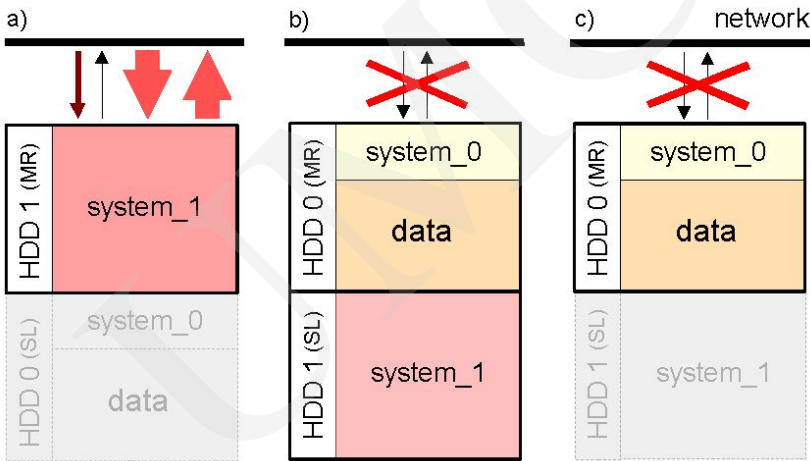 a)
HDD 1 (MR)
system_1
HDD 0 (SL)
system_0
data
b)
HDD 0 (MR)
system_0
data
HDD 1 (SL)
system_1
c)
network
HDD 0 (MR)
system_0
data
HDD 1 (SL)
system_1